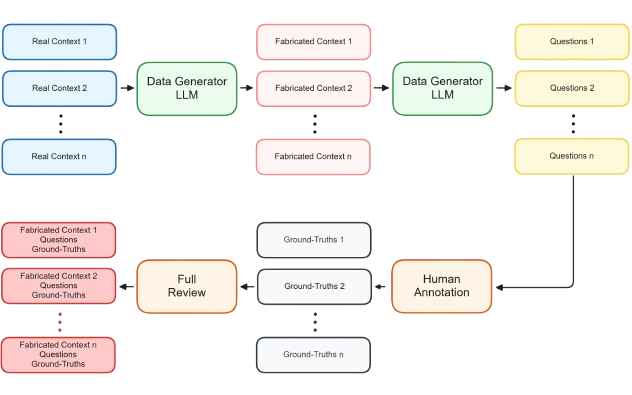 Real Context 1
Real Context 2
Real Context n
Data Generator
LLM
Fabricated Context 1
Fabricated Context 2
Fabricated Context n
Data Generator
LLM
Questions 1
Questions 2
Questions n
Human
Annotation
Ground-Truths 1
Ground-Truths 2
Ground-Truths n
Full
Review
Fabricated Context 1
Questions
Ground-Truths
Fabricated Context 2
Questions
Ground-Truths
Fabricated Context n
Questions
Ground-Truths